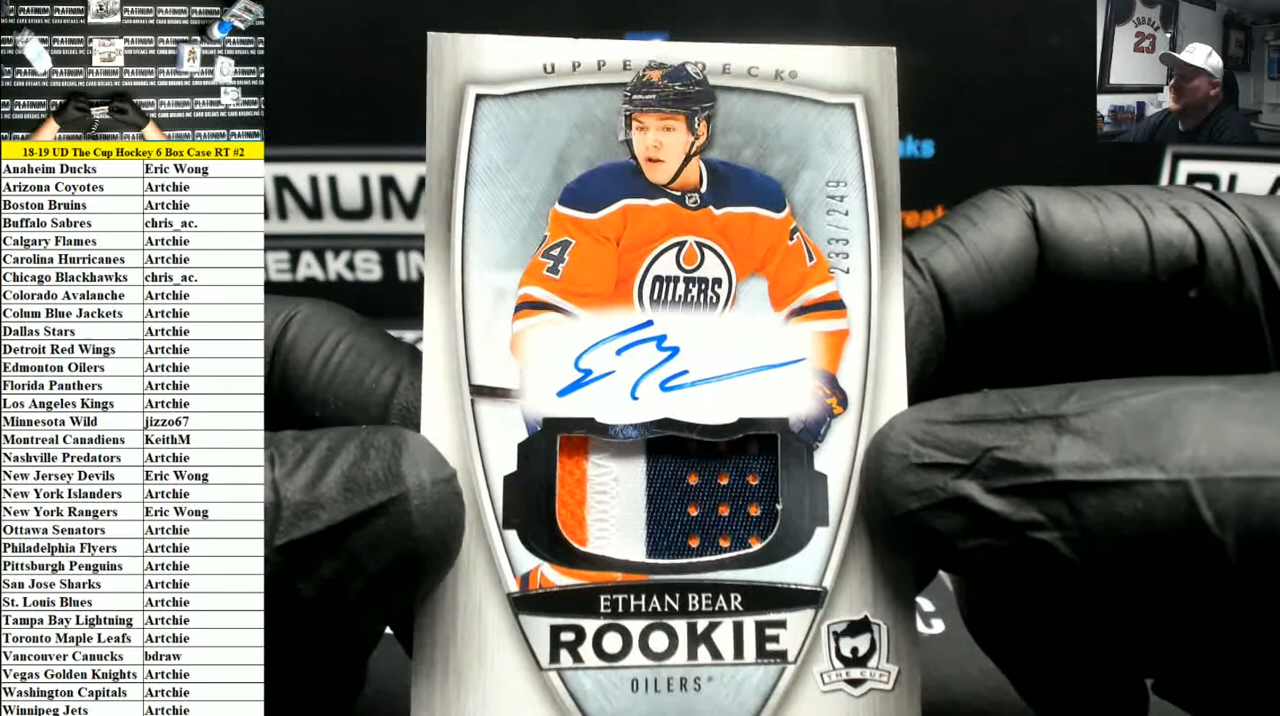 18-19 UD The Cup Hockey 6 Box Case RT #2
Anaheim Ducks Eric Wong
Arizona Coyotes Artchie
Boston Bruins Artchie
Buffalo Sabres chris_ac.
Calgary Flames Artchie
Carolina Hurricanes Artchie
Chicago Blackhawks chris_ac.
Colorado Avalanche Artchie
Colum Blue Jackets Artchie
Dallas Stars Artchie
Detroit Red Wings Artchie
Edmonton Oilers Artchie
Florida Panthers Artchie
Los Angeles Kings Artchie
Minnesota Wild jizzo67
Montreal Canadiens KeithM
Nashville Predators Artchie
New Jersey Devils Eric Wong
New York Islanders Artchie
New York Rangers Eric Wong
Ottawa Senators Artchie
Philadelphia Flyers Artchie
Pittsburgh Penguins Artchie
San Jose Sharks Artchie
St. Louis Blues Artchie
Tampa Bay Lightning Artchie
Toronto Maple Leafs Artchie
Vancouver Canucks bdraw
Vegas Golden Knights Artchie
Washington Capitals Artchie
Winnipeg Jets Artchie
UPPER DECK
233/249
74
OILERS
ETHAN BEAR
ROOKIE
OILERS
THE CUP
JORDAN
23
INUM
EAKS IN
PLATINUM